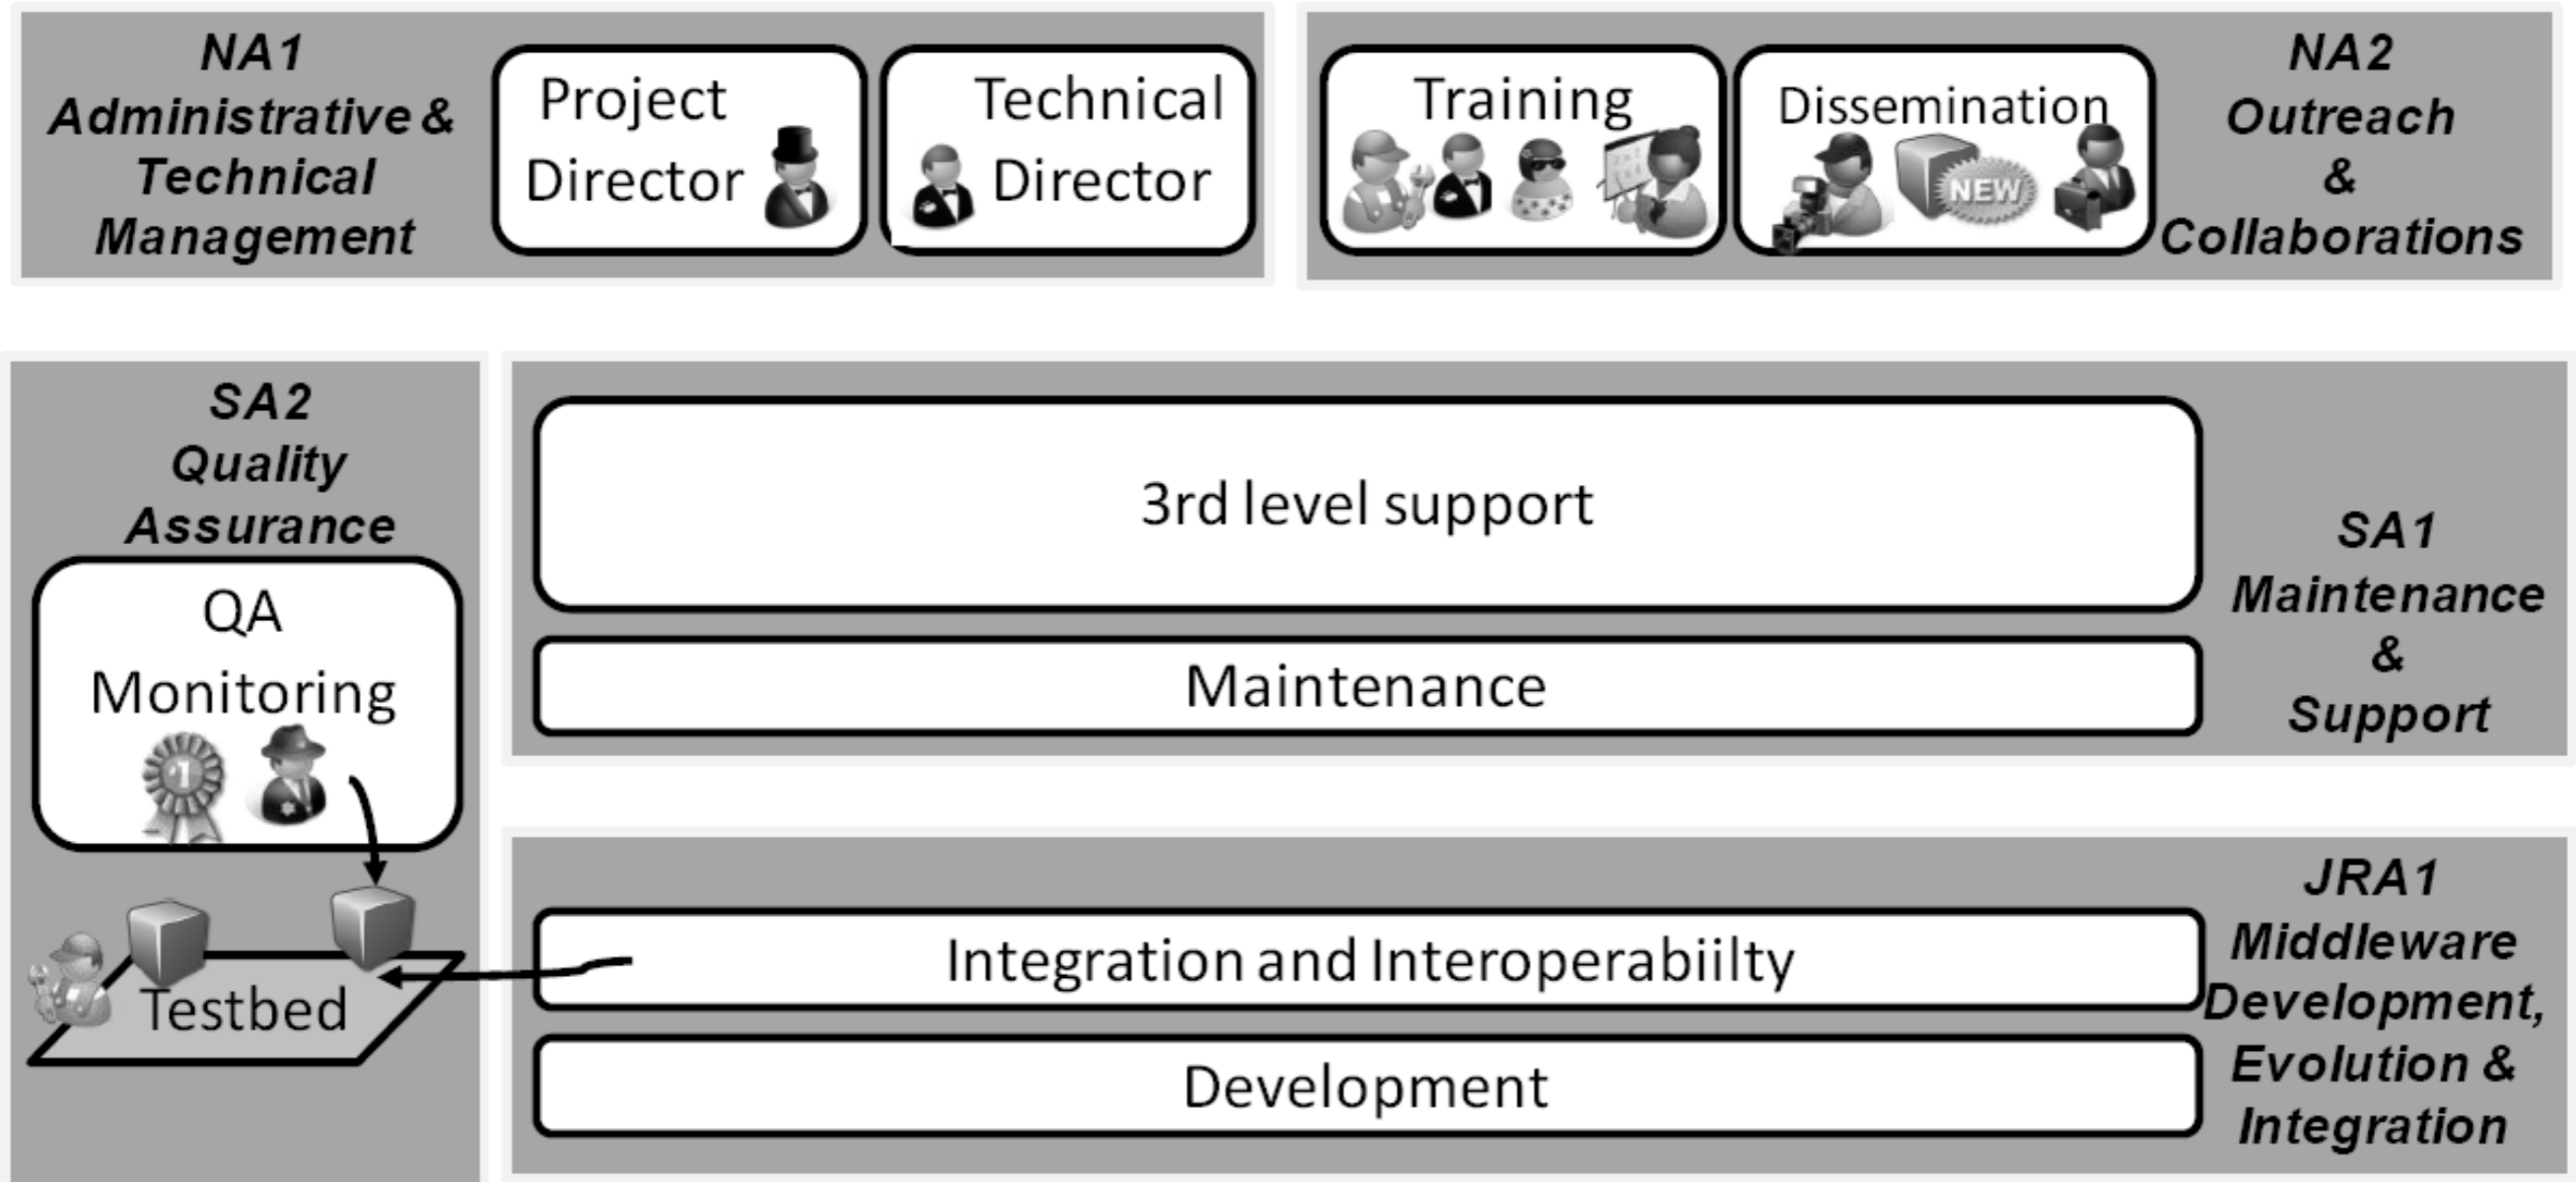 NA1
Administrative &
Technical
Management
Project
Director
Technical
Director
Training
Dissemination
NEW
NA2
Outreach
&
Collaborations
SA2
Quality
Assurance
QA
Monitoring
1
Testbed
3rd level support
Maintenance
SA1
Maintenance
&
Support
Integration and Interoperabiilty
Development
JRA1
Middleware
Development,
Evolution &
Integration